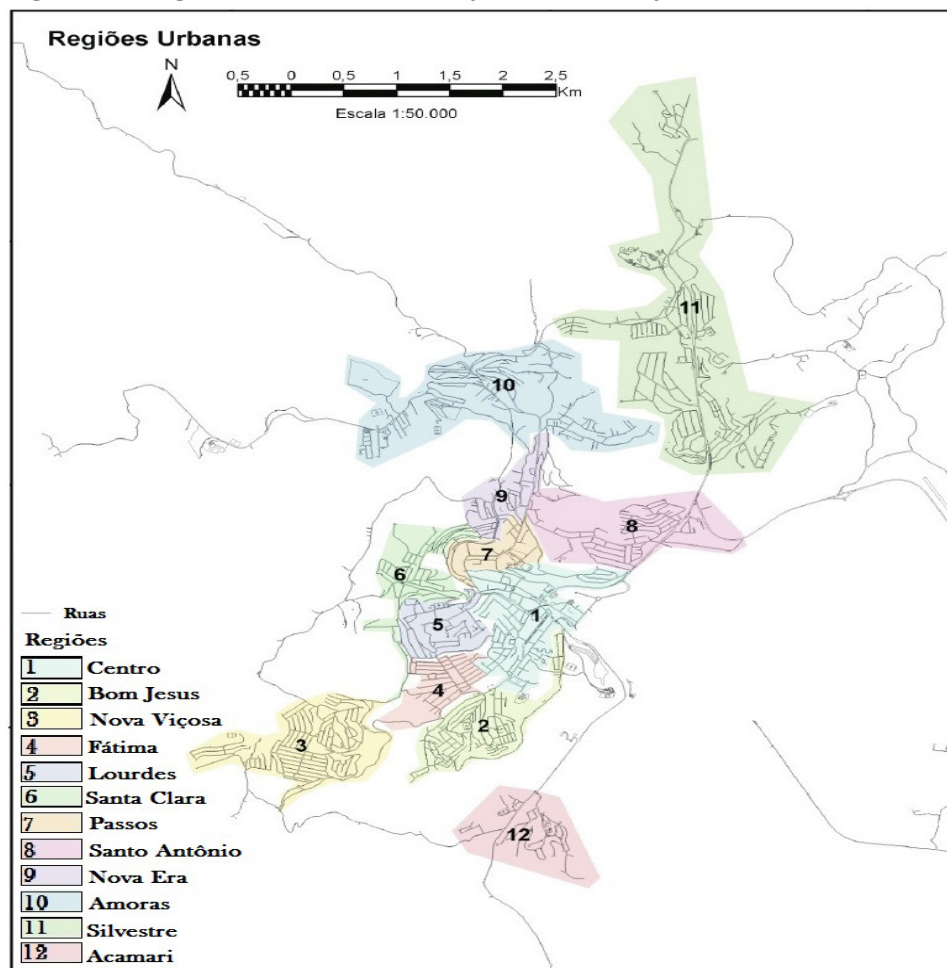 Regiões Urbanas
N
0,5 0 0,5 1 1,5 2 2,5
Km
Escala 1:50.000
11
10
9
8
7
6
1
5
4
2
3
12
Ruas
Regiões
1 Centro
2 Bom Jesus
3 Nova Viçosa
4 Fátima
5 Lourdes
6 Santa Clara
7 Passos
8 Santo Antônio
9 Nova Era
10 Amoras
11 Silvestre
12 Acamari